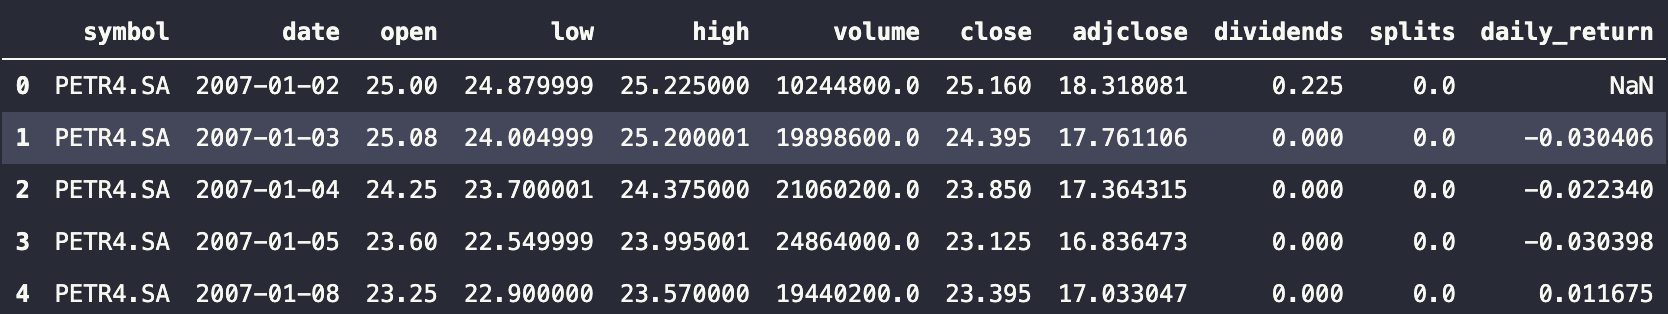 symbol date open low high volume close adjclose dividends splits daily_return
0 PETR4.SA 2007-01-02 25.00 24.879999 25.225000 10244800.0 25.160 18.318081 0.225 0.0 NaN
1 PETR4.SA 2007-01-03 25.08 24.004999 25.200001 19898600.0 24.395 17.761106 0.000 0.0 -0.030406
2 PETR4.SA 2007-01-04 24.25 23.700001 24.375000 21060200.0 23.850 17.364315 0.000 0.0 -0.022340
3 PETR4.SA 2007-01-05 23.60 22.549999 23.995001 24864000.0 23.125 16.836473 0.000 0.0 -0.030398
4 PETR4.SA 2007-01-08 23.25 22.900000 23.570000 19440200.0 23.395 17.033047 0.000 0.0 0.011675